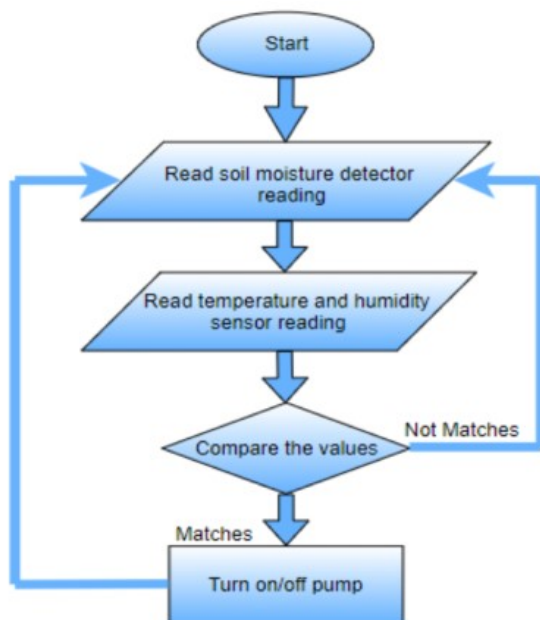 Start
Read soil moisture detector
reading
Read temperature and humidity
sensor reading
Compare the values
Not Matches
Matches
Turn on/off pump